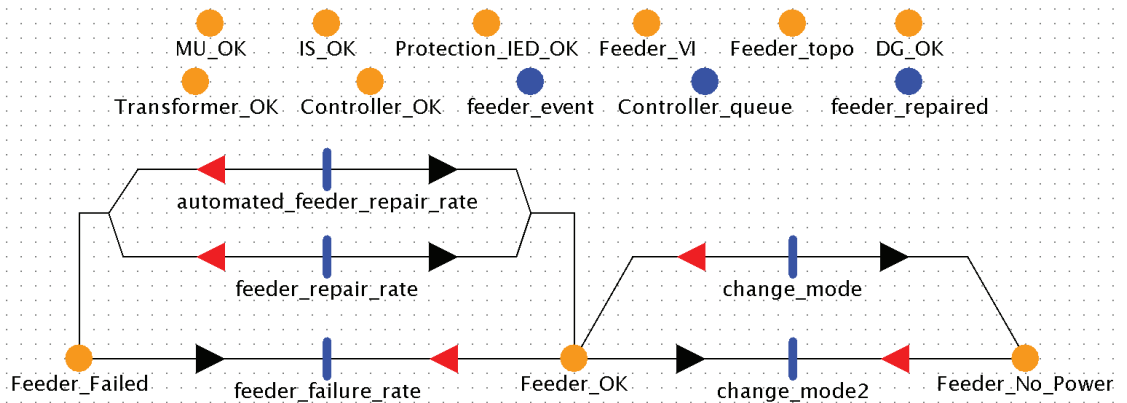 MU_OK IS_OK Protection_IED_OK Feeder_VI Feeder_topo DG_OK
Transformer_OK Controller_OK feeder_event Controller_queue feeder_repaired
automated_feeder_repair_rate
feeder_repair_rate change_mode
Feeder_Failed feeder_failure_rate Feeder_OK change_mode2 Feeder_No_Power